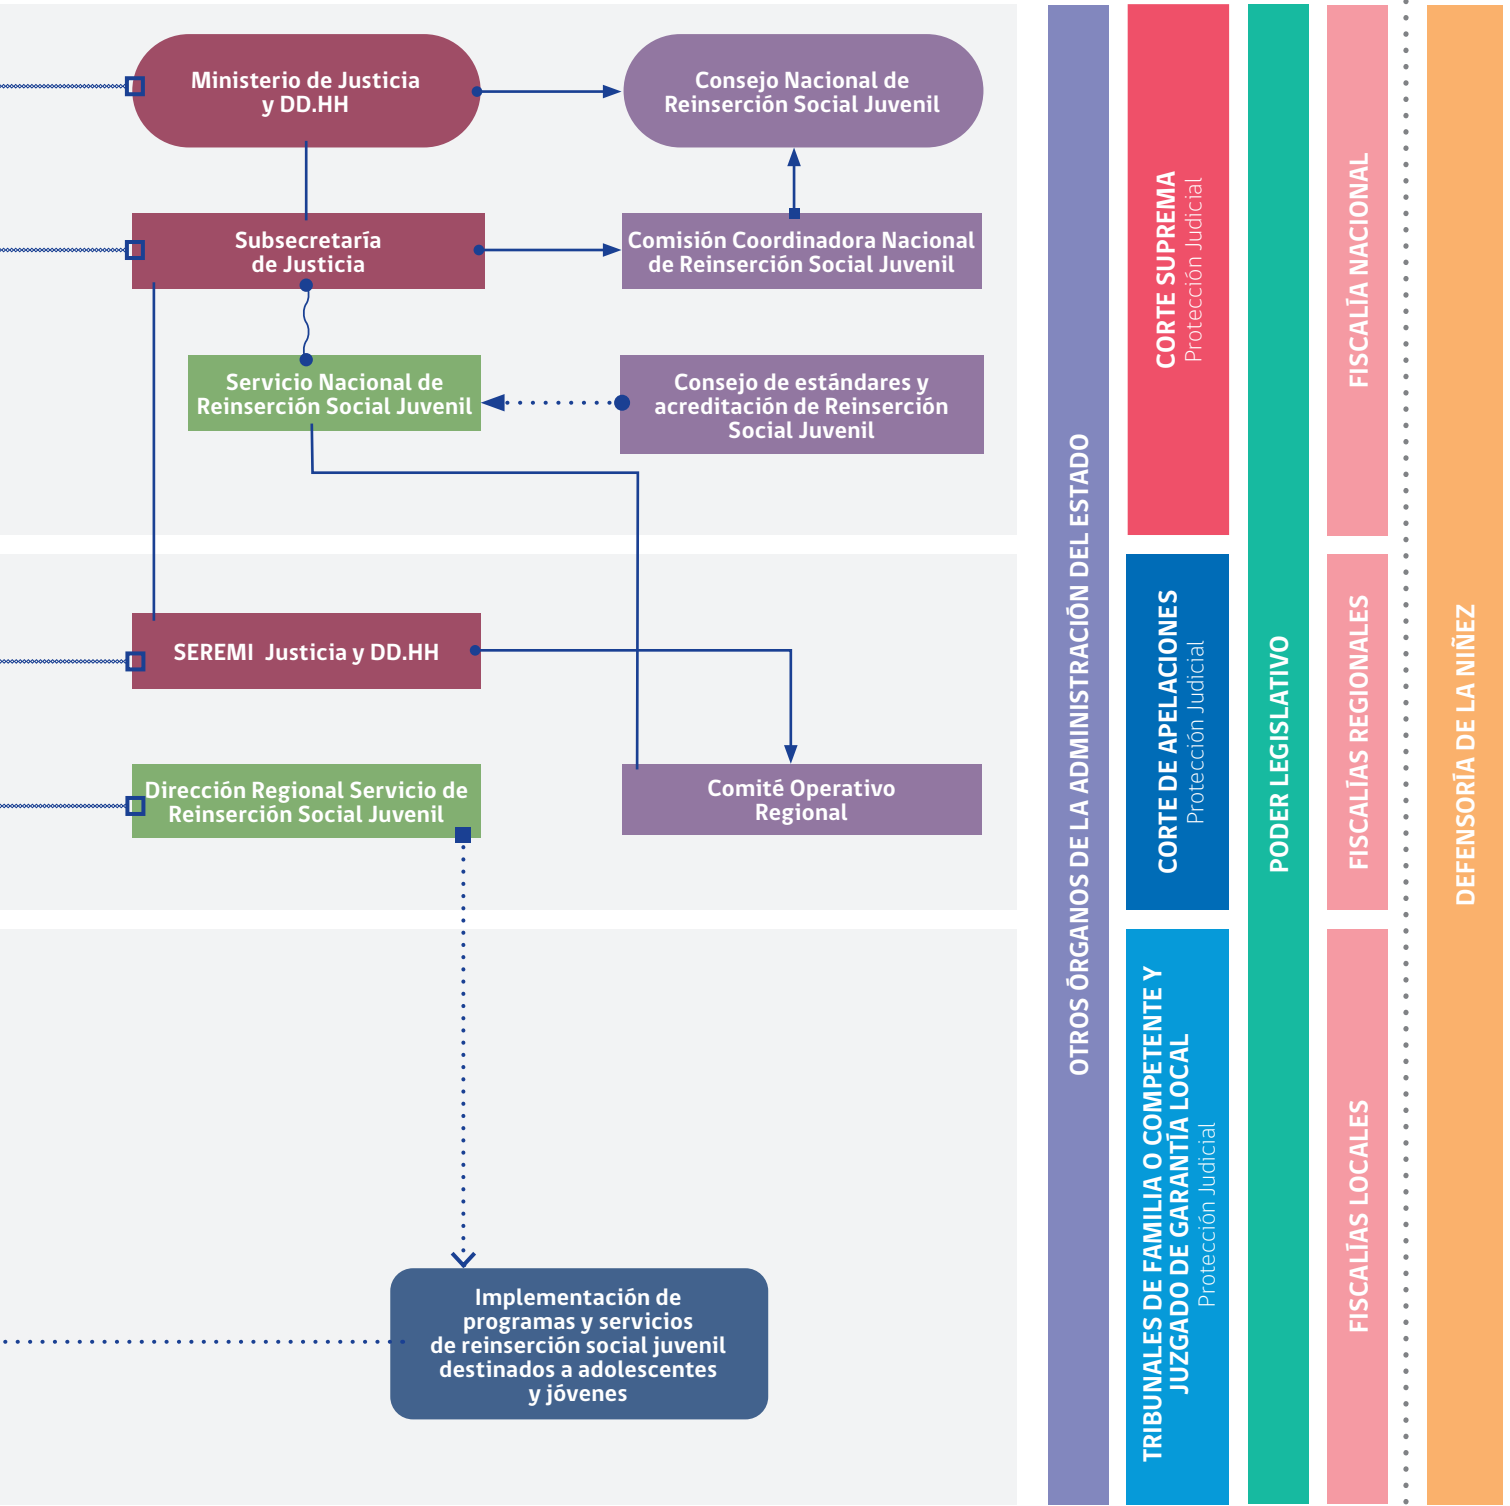 Ministerio de Justicia
y DD.HH
Consejo Nacional de
Reinserción Social Juvenil
Subsecretaría
de Justicia
Comisión Coordinadora Nacional
de Reinserción Social Juvenil
Servicio Nacional de
Reinserción Social Juvenil
Consejo de estándares y
acreditación de Reinserción
Social Juvenil
SEREMI Justicia y DD.HH
Dirección Regional Servicio de
Reinserción Social Juvenil
Comité Operativo
Regional
Implementación de
programas y servicios
de reinserción social juvenil
destinados a adolescentes
y jóvenes
OTROS ÓRGANOS DE LA ADMINISTRACIÓN DEL ESTADO
CORTE SUPREMA
Protección Judicial
CORTE DE APELACIONES
Protección Judicial
TRIBUNALES DE FAMILIA O COMPETENTE Y
JUZGADO DE GARANTÍA LOCAL
Protección Judicial
PODER LEGISLATIVO
FISCALÍA NACIONAL
FISCALÍAS REGIONALES
FISCALÍAS LOCALES
DEFENSORÍA DE LA NIÑEZ